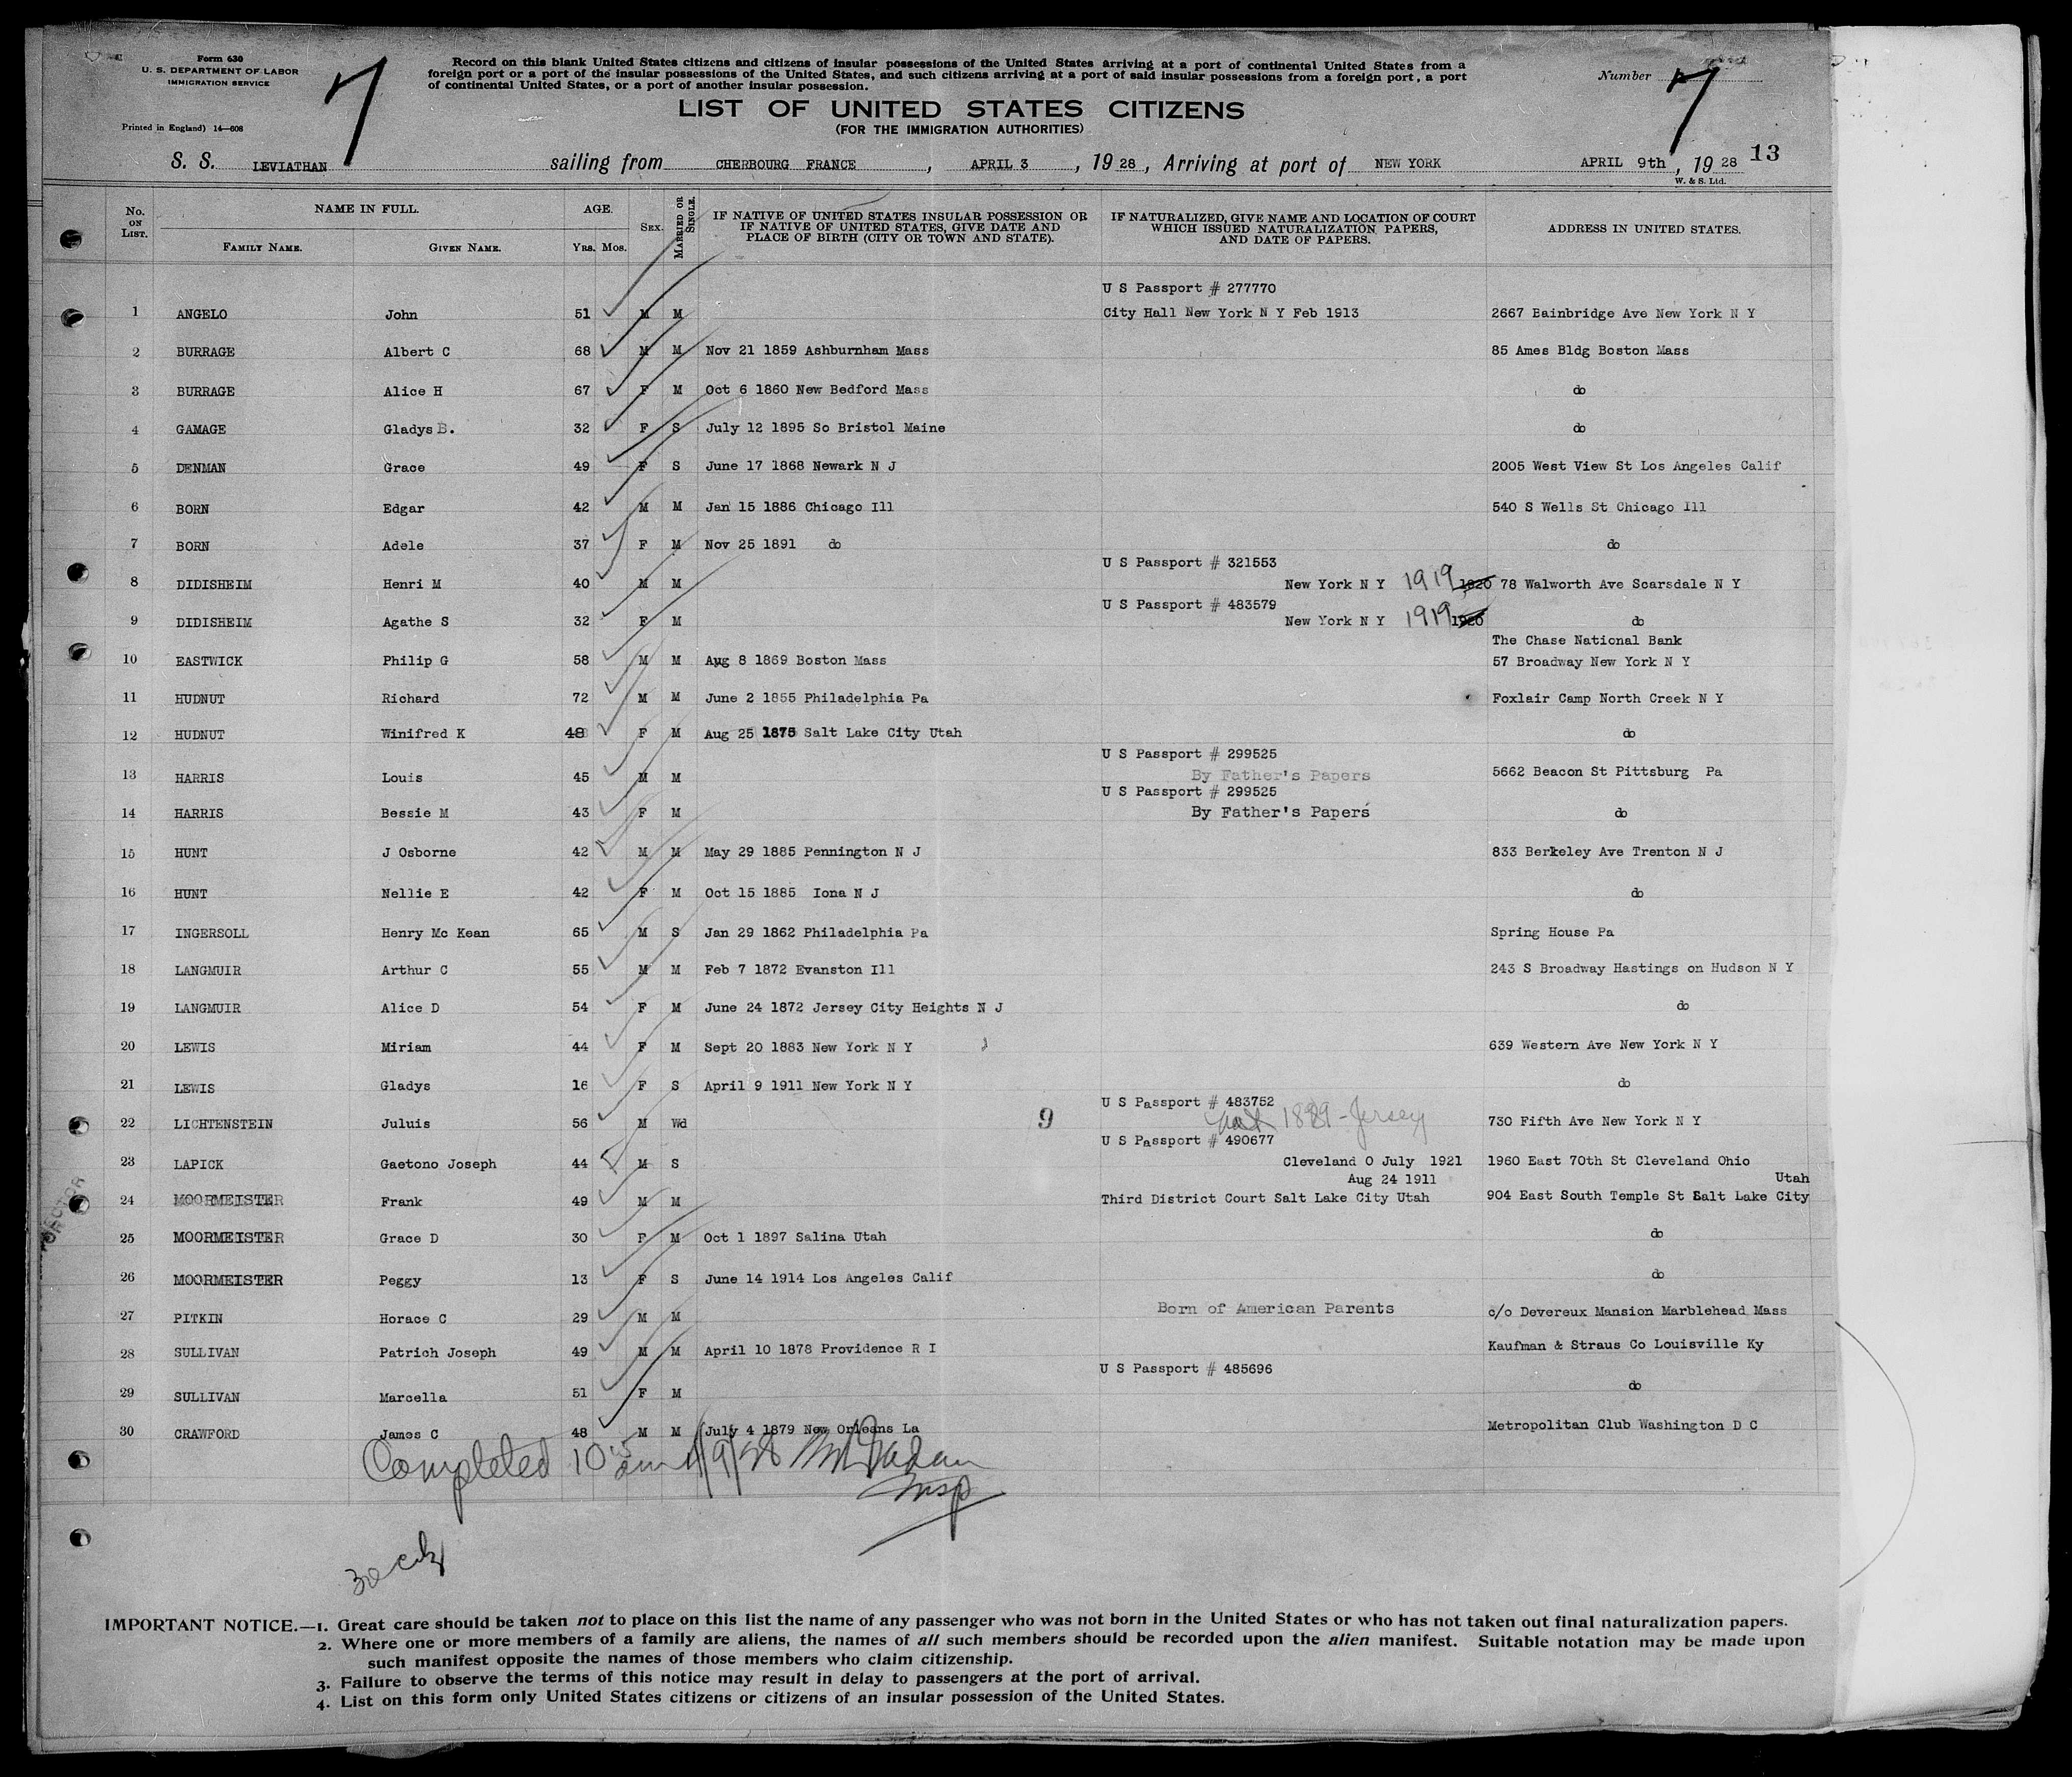 Form 630
U. S. DEPARTMENT OF LABOR
IMMIGRATION SERVICE
Printed in England) 14—608
7
Record on this blank United States citizens and citizens of insular possessions of the United States arriving at a port of continental United States from a
foreign port or a port of the insular possessions of the United States, and such citizens arriving at a port of said insular possessions from a foreign port, a port
of continental United States, or a port of another insular possession.
Number 7
LIST OF UNITED STATES CITIZENS
(FOR THE IMMIGRATION AUTHORITIES)
S. S. LEVIATHAN sailing from CHERBOURG FRANCE, APRIL 3, 1928, Arriving at port of NEW YORK APRIL 9th, 1928 13
W. & S. Ltd.
No. ON LIST. NAME IN FULL. FAMILY NAME. GIVEN NAME. AGE. Yrs. Mos. SEX. MARRIED OR SINGLE. IF NATIVE OF UNITED STATES INSULAR POSSESSION OR IF NATIVE OF UNITED STATES, GIVE DATE AND PLACE OF BIRTH (CITY OR TOWN AND STATE). IF NATURALIZED, GIVE NAME AND LOCATION OF COURT WHICH ISSUED NATURALIZATION PAPERS, AND DATE OF PAPERS. ADDRESS IN UNITED STATES.
U S Passport # 277770
1 ANGELO John 51 M M City Hall New York N Y Feb 1913 2667 Bainbridge Ave New York N Y
2 BURRAGE Albert C 68 M M Nov 21 1859 Ashburnham Mass 85 Ames Bldg Boston Mass
3 BURRAGE Alice H 67 F M Oct 6 1860 New Bedford Mass do
4 GAMAGE Gladys B. 32 F S July 12 1895 So Bristol Maine do
5 DENMAN Grace 49 F S June 17 1868 Newark N J 2005 West View St Los Angeles Calif
6 BORN Edgar 42 M M Jan 15 1886 Chicago Ill 540 S Wells St Chicago Ill
7 BORN Adele 37 F M Nov 25 1891 do do
U S Passport # 321553
8 DIDISHEIM Henri M 40 M M New York N Y 1919 1920 78 Walworth Ave Scarsdale N Y
U S Passport # 483579
9 DIDISHEIM Agathe S 32 F M New York N Y 1919 1920 do
The Chase National Bank
10 EASTWICK Philip G 58 M M Aug 8 1869 Boston Mass 57 Broadway New York N Y
11 HUDNUT Richard 72 M M June 2 1855 Philadelphia Pa Foxlair Camp North Creek N Y
12 HUDNUT Winifred K 48 F M Aug 25 1875 Salt Lake City Utah do
U S Passport # 299525
13 HARRIS Louis 45 M M By Father's Papers 5662 Beacon St Pittsburg Pa
U S Passport # 299525
14 HARRIS Bessie M 43 F M By Father's Papers do
15 HUNT J Osborne 42 M M May 29 1885 Pennington N J 833 Berkeley Ave Trenton N J
16 HUNT Nellie E 42 F M Oct 15 1885 Iona N J do
17 INGERSOLL Henry Mc Kean 65 M S Jan 29 1862 Philadelphia Pa Spring House Pa
18 LANGMUIR Arthur C 55 M M Feb 7 1872 Evanston Ill 243 S Broadway Hastings on Hudson N Y
19 LANGMUIR Alice D 54 F M June 24 1872 Jersey City Heights N J do
20 LEWIS Miriam 44 F M Sept 20 1883 New York N Y 639 Western Ave New York N Y
21 LEWIS Gladys 16 F S April 9 1911 New York N Y do
U S Passport # 483752
22 LICHTENSTEIN Juluis 56 M Wd 9 1889 - Jersey 730 Fifth Ave New York N Y
U S Passport # 490677
23 LAPICK Gaetono Joseph 44 M S Cleveland O July 1921 1960 East 70th St Cleveland Ohio
Aug 24 1911 Utah
24 MOORMEISTER Frank 49 M M Third District Court Salt Lake City Utah 904 East South Temple St Salt Lake City
25 MOORMEISTER Grace D 30 F M Oct 1 1897 Salina Utah do
26 MOORMEISTER Peggy 13 F S June 14 1914 Los Angeles Calif do
27 PITKIN Horace C 29 M M Born of American Parents c/o Devereux Mansion Marblehead Mass
28 SULLIVAN Patrich Joseph 49 M M April 10 1878 Providence R I Kaufman & Straus Co Louisville Ky
U S Passport # 485696
29 SULLIVAN Marcella 51 F M do
30 CRAWFORD James C 48 M M July 4 1879 New Orleans La Metropolitan Club Washington D C
Completed 10 15 am 4/9/28
Insp
30
IMPORTANT NOTICE.—1. Great care should be taken not to place on this list the name of any passenger who was not born in the United States or who has not taken out final naturalization papers.
2. Where one or more members of a family are aliens, the names of all such members should be recorded upon the alien manifest. Suitable notation may be made upon
such manifest opposite the names of those members who claim citizenship.
3. Failure to observe the terms of this notice may result in delay to passengers at the port of arrival.
4. List on this form only United States citizens or citizens of an insular possession of the United States.